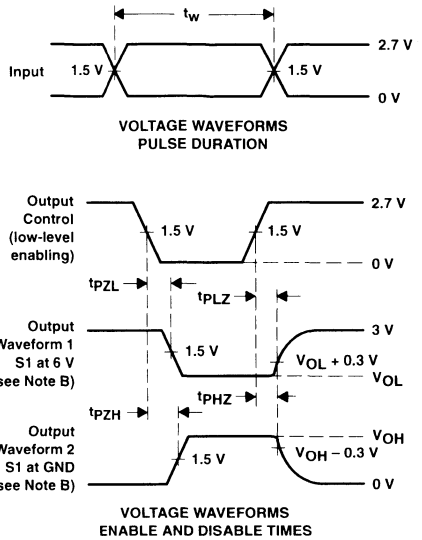 tw
2.7 V
Input
1.5 V
1.5 V
0 V
VOLTAGE WAVEFORMS
PULSE DURATION
Output
Control
(low-level
enabling)
2.7 V
1.5 V
1.5 V
0 V
tPZL
tPLZ
Output
Waveform 1
S1 at 6 V
(see Note B)
3 V
1.5 V
VOL + 0.3 V
VOL
tPZH
tPHZ
Output
Waveform 2
S1 at GND
(see Note B)
VOH
VOH − 0.3 V
1.5 V
0 V
VOLTAGE WAVEFORMS
ENABLE AND DISABLE TIMES